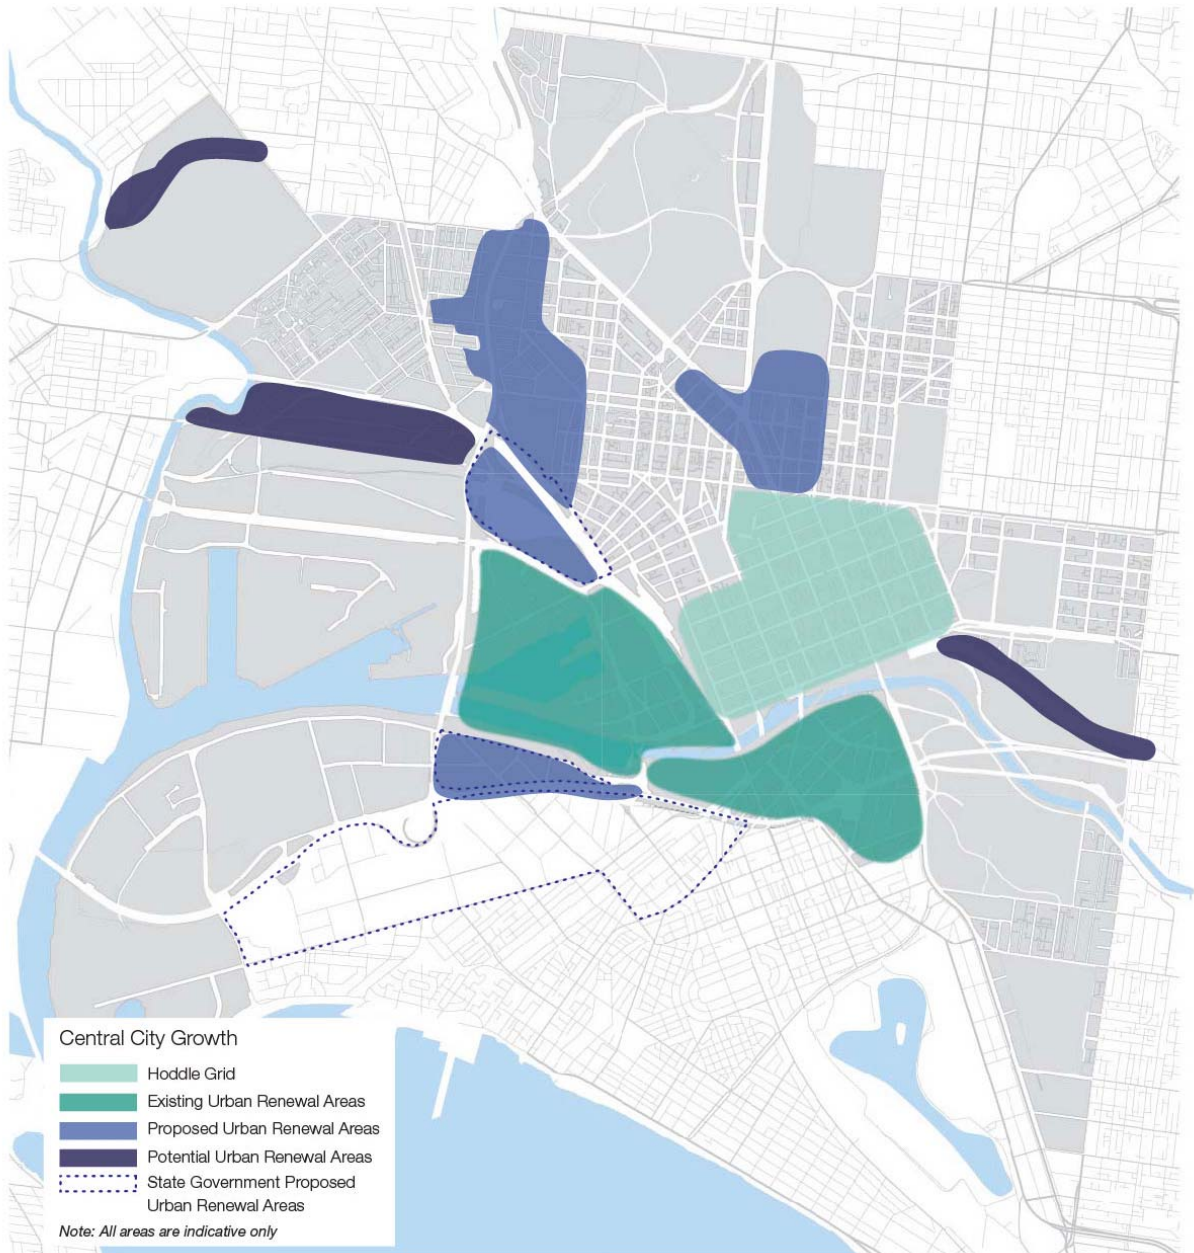 Central City Growth
Hoddle Grid
Existing Urban Renewal Areas
Proposed Urban Renewal Areas
Potential Urban Renewal Areas
State Government Proposed
Urban Renewal Areas
Note: All areas are indicative only